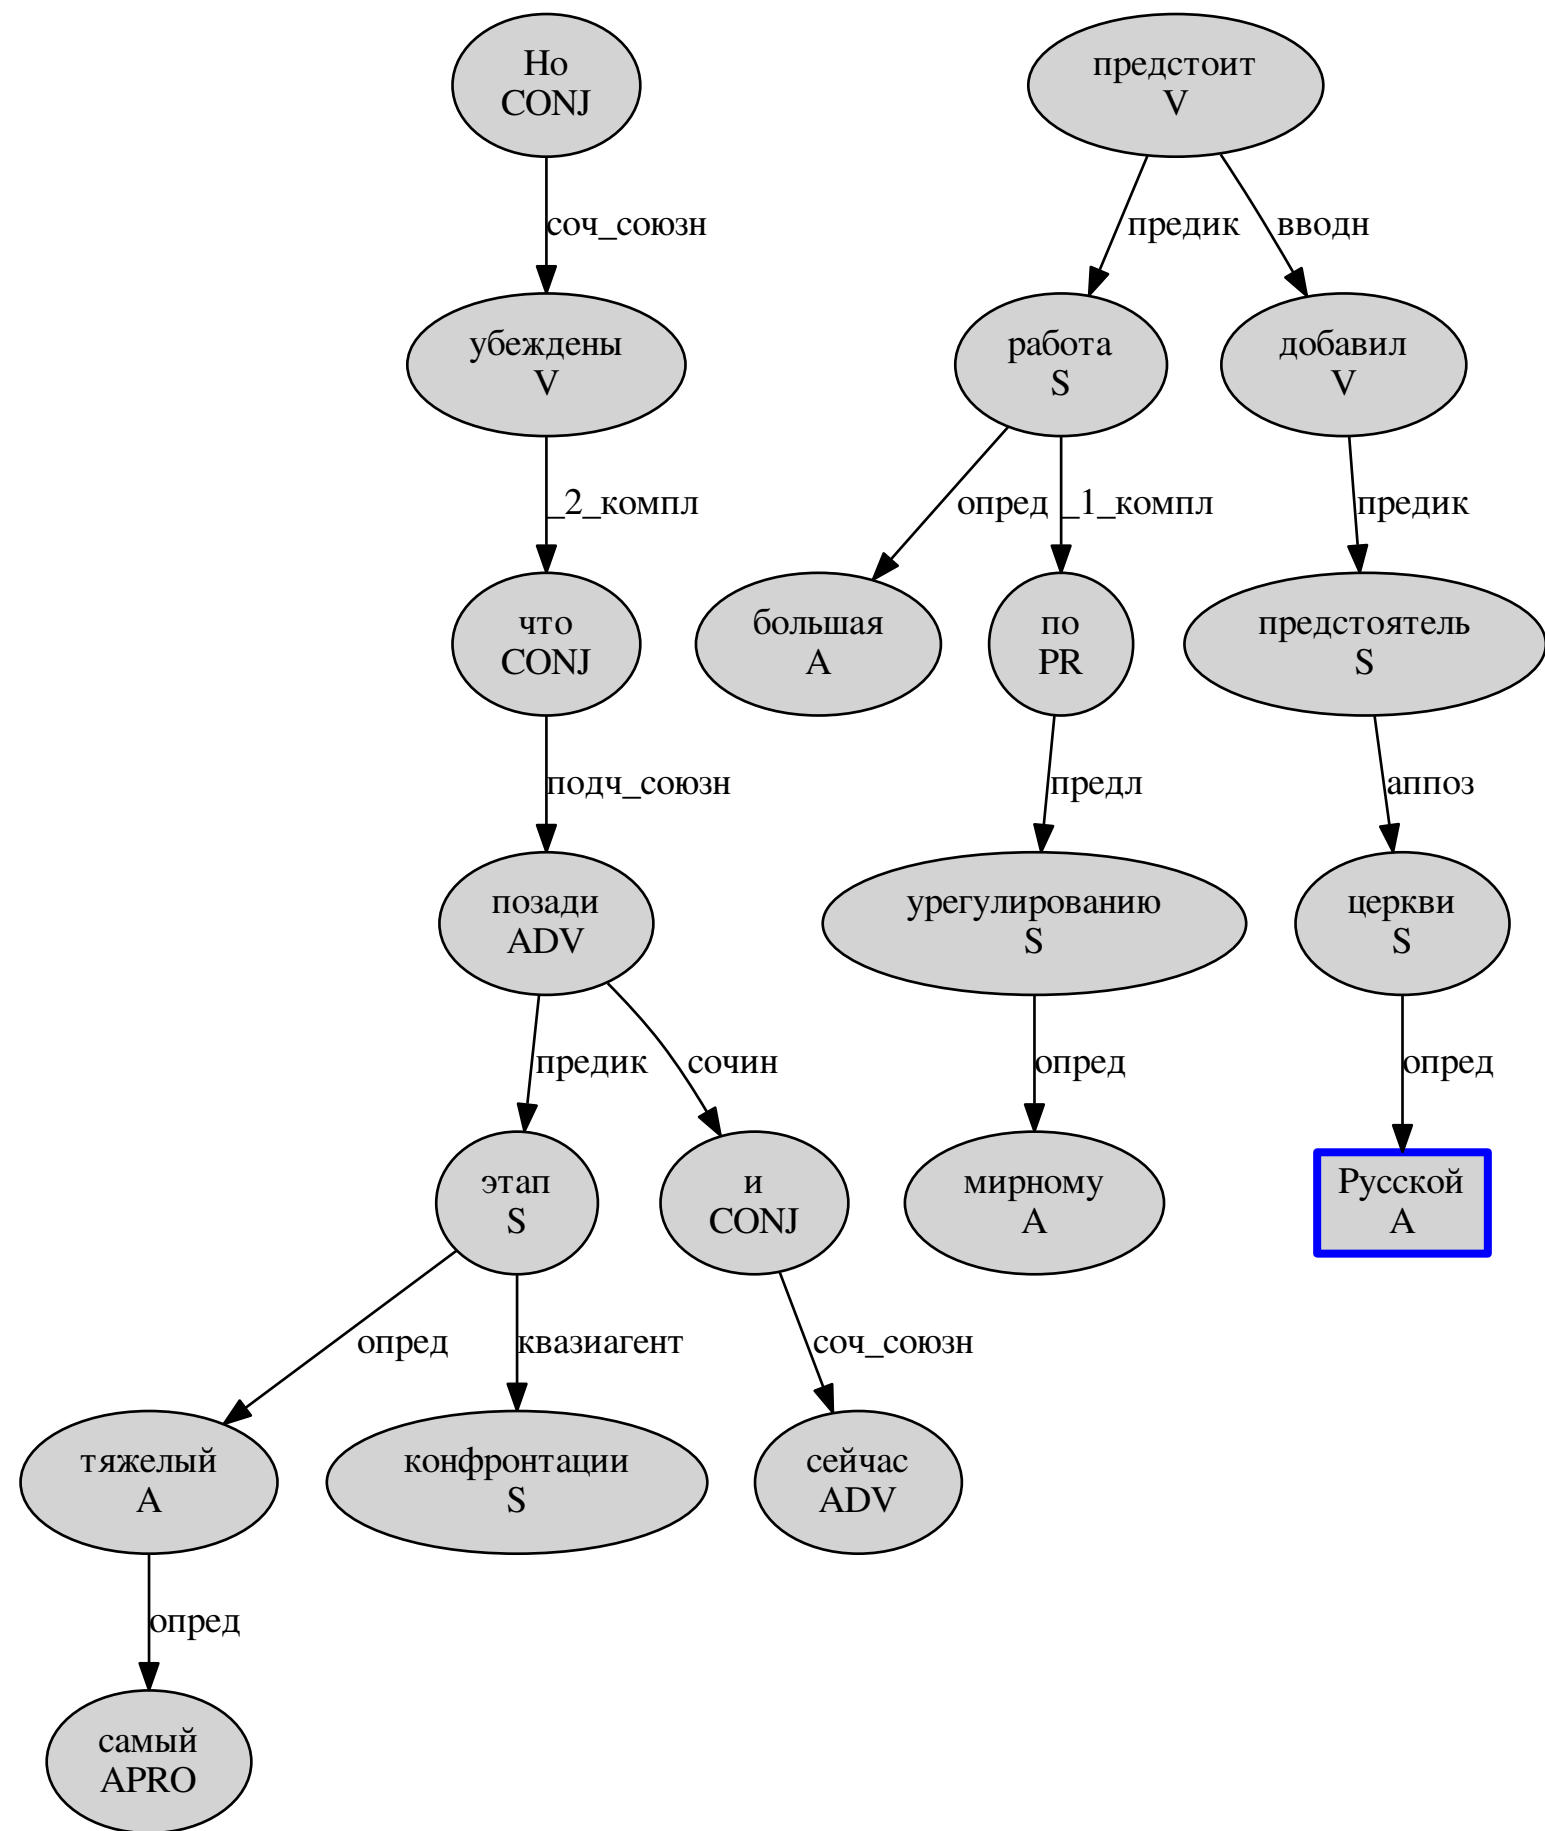 Но
CONJ
предстоит
V
соч_союзн
предик
вводн
убеждены
V
работа
S
добавил
V
_2_компл
опред
_1_компл
предик
что
CONJ
большая
A
по
PR
предстоятель
S
подч_союзн
предл
аппоз
позади
ADV
урегулированию
S
церкви
S
предик
сочин
опред
опред
этап
S
и
CONJ
мирному
A
Русской
A
опред
квазиагент
соч_союзн
тяжелый
A
конфронтации
S
сейчас
ADV
опред
самый
APRO